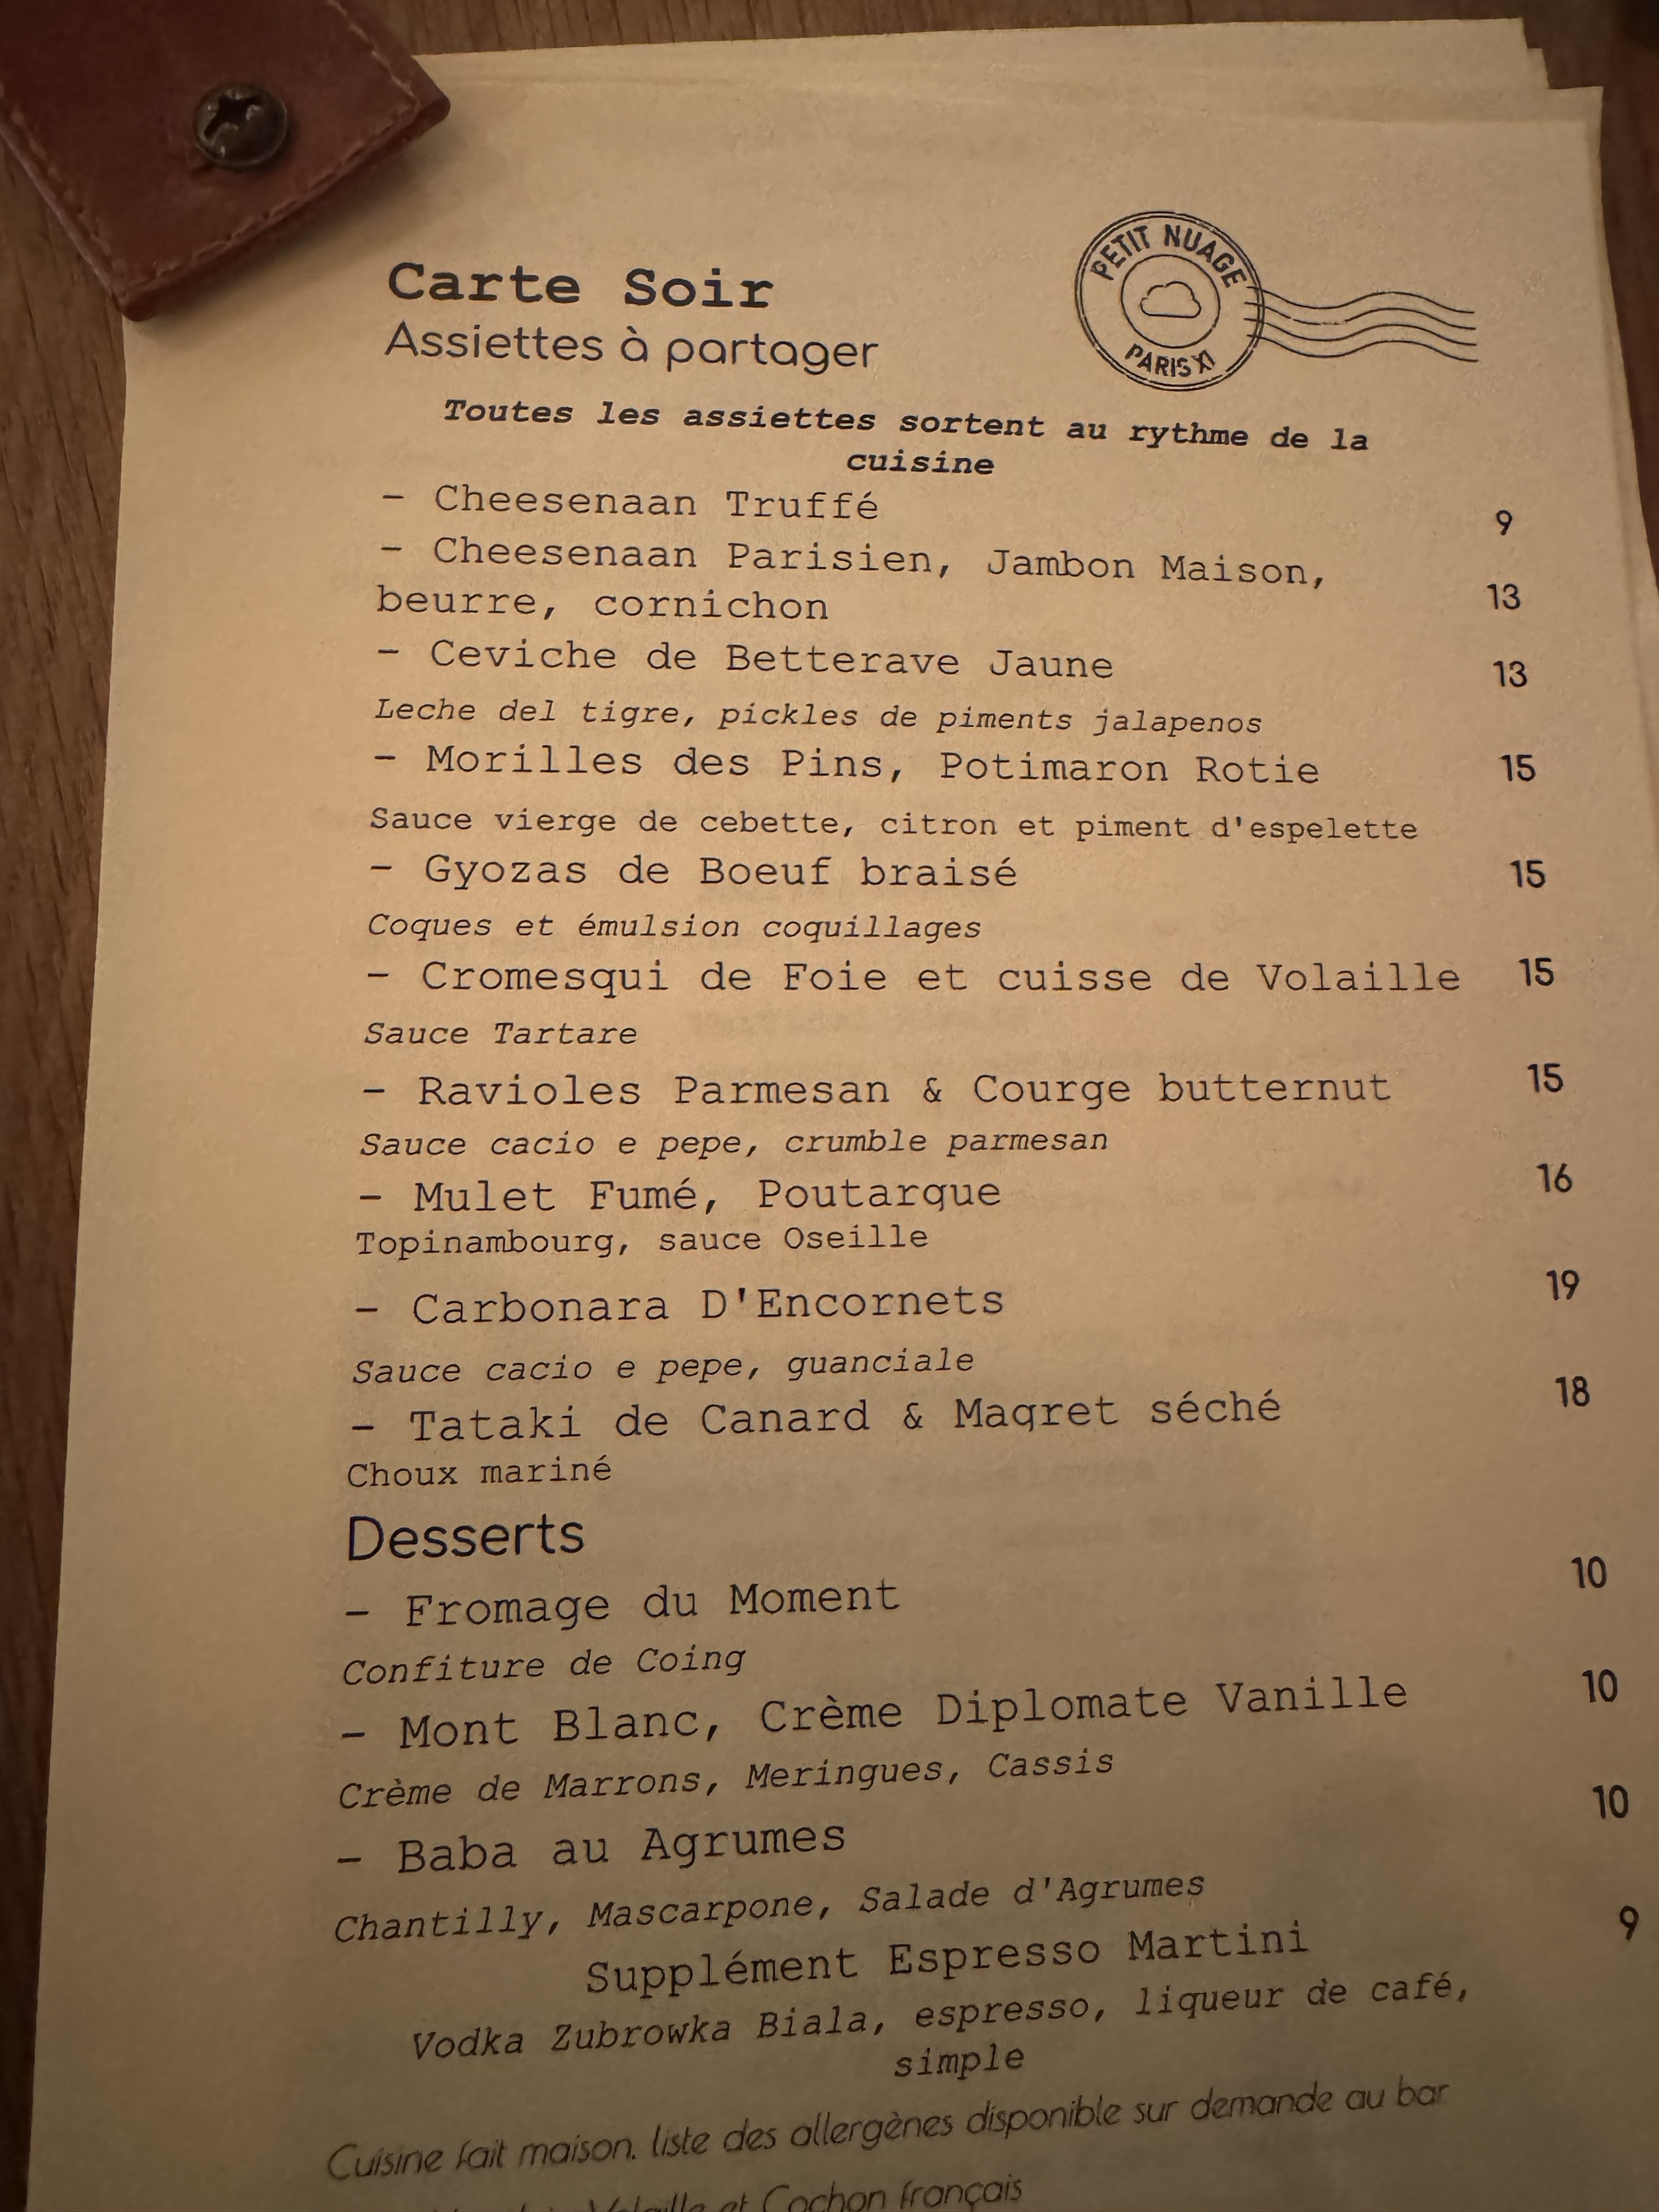 PETIT NUAGE
PARIS XI
Carte Soir
Assiettes à partager
Toutes les assiettes sortent au rythme de la
cuisine
- Cheesenaan Truffé 9
- Cheesenaan Parisien, Jambon Maison,
beurre, cornichon 13
- Ceviche de Betterave Jaune 13
Leche del tigre, pickles de piments jalapenos
- Morilles des Pins, Potimaron Rotie 15
Sauce vierge de cebette, citron et piment d'espelette
- Gyozas de Boeuf braisé 15
Coques et émulsion coquillages
- Cromesqui de Foie et cuisse de Volaille 15
Sauce Tartare
- Ravioles Parmesan & Courge butternut 15
Sauce cacio e pepe, crumble parmesan
- Mulet Fumé, Poutargue 16
Topinambourg, sauce Oseille
- Carbonara D'Encornets 19
Sauce cacio e pepe, guanciale
- Tataki de Canard & Magret séché 18
Choux mariné
Desserts
- Fromage du Moment 10
Confiture de Coing
- Mont Blanc, Crème Diplomate Vanille 10
Crème de Marrons, Meringues, Cassis
- Baba au Agrumes 10
Chantilly, Mascarpone, Salade d'Agrumes
Supplément Espresso Martini 9
Vodka Zubrowka Biala, espresso, liqueur de café,
simple
Cuisine fait maison. liste des allergènes disponible sur demande au bar
Volaille et Cochon français